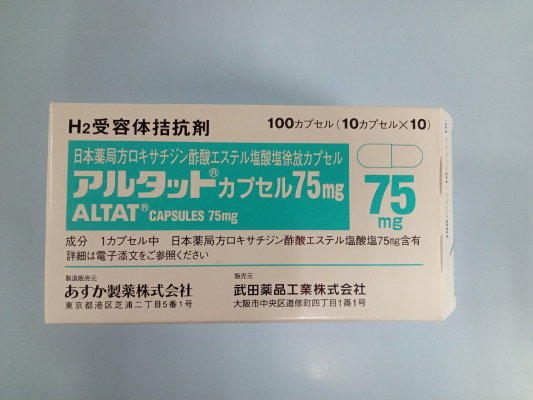 H2受容体拮抗剤
100カプセル(10カプセル×10)
日本薬局方ロキサチジン酢酸エステル塩酸塩徐放カプセル
アルタット®カプセル75mg
ALTAT® CAPSULES 75mg
75
mg
成分 1カプセル中 日本薬局方ロキサチジン酢酸エステル塩酸塩75mg含有
詳細は電子添文をご参照ください
製造販売元
あすか製薬株式会社
東京都港区芝浦二丁目5番1号
販売元
武田薬品工業株式会社
大阪市中央区道修町四丁目1番1号